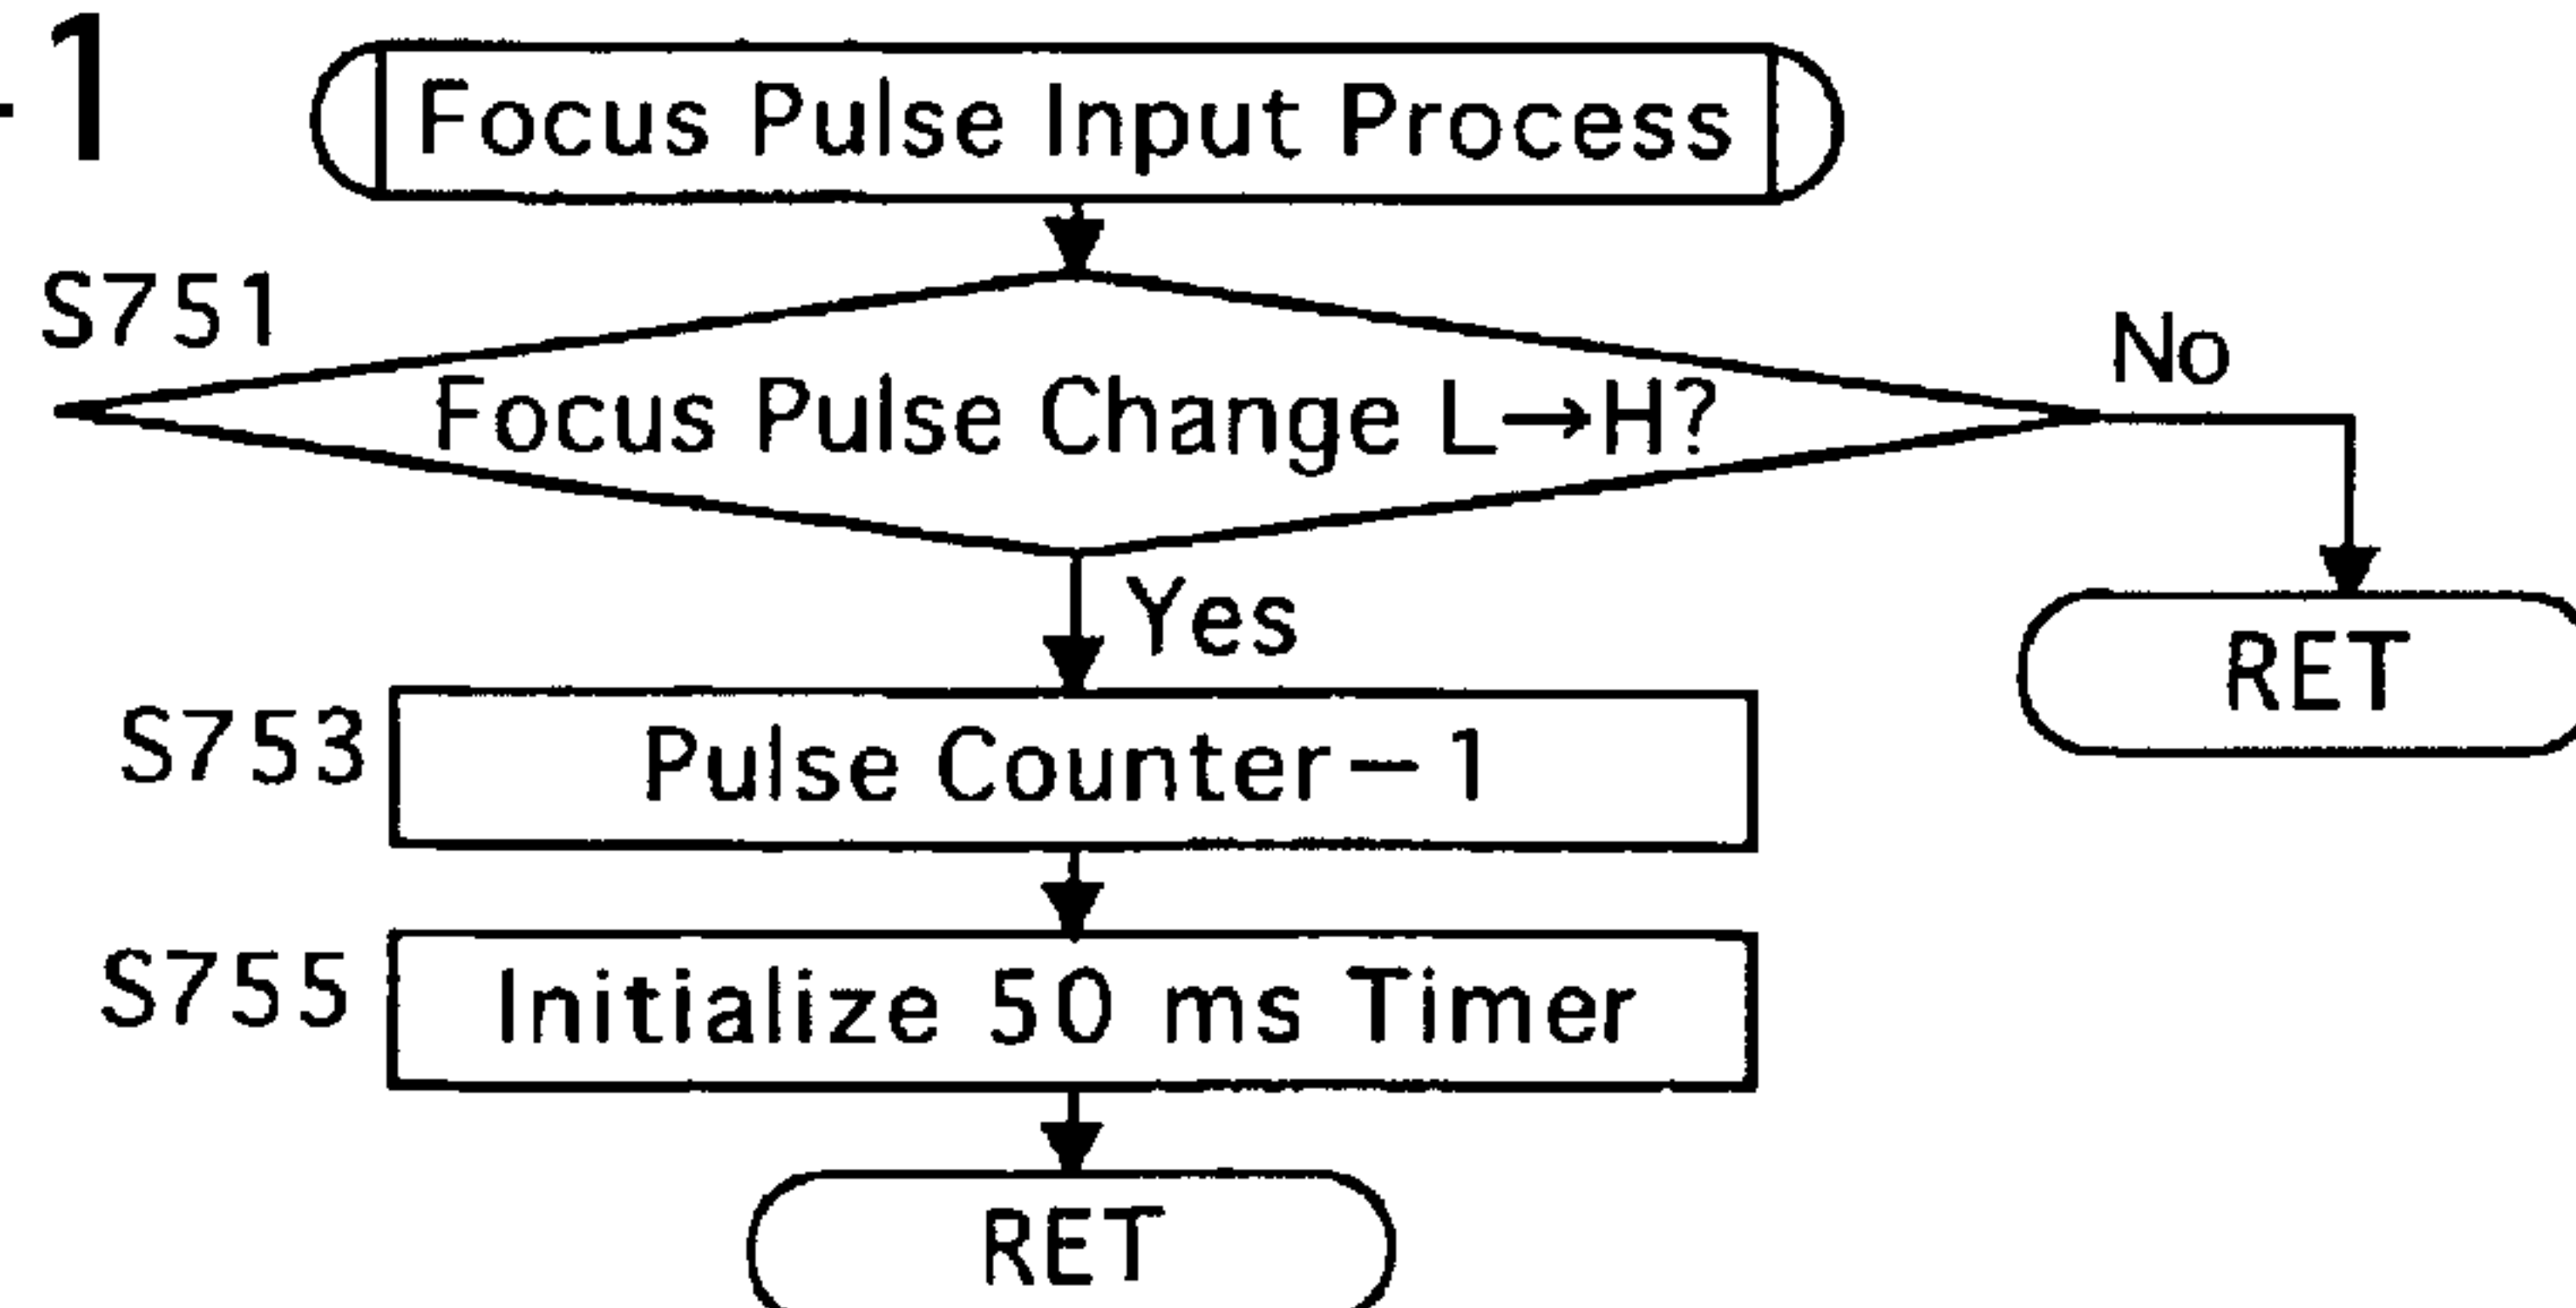 -1
Focus Pulse Input Process
S751
Focus Pulse Change L→H?
No
Yes
RET
S753
Pulse Counter－1
S755
Initialize 50 ms Timer
RET